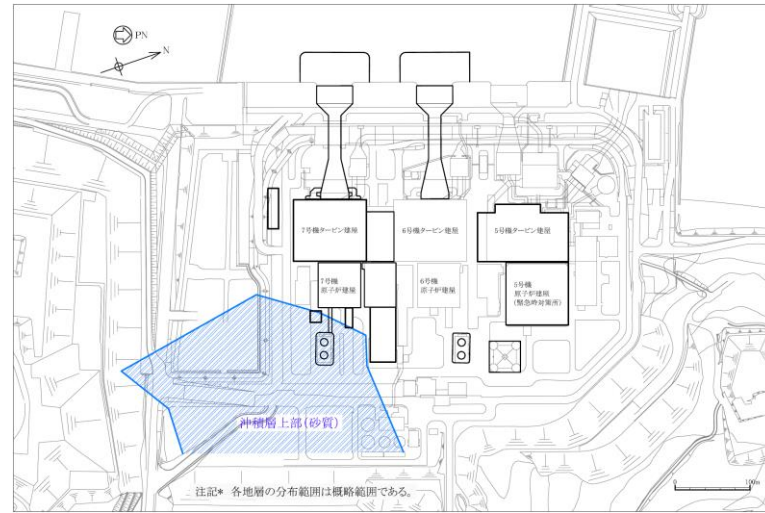 PN
N
7号機タービン建屋
6号機タービン建屋
5号機タービン建屋
7号機
原子炉建屋
6号機
原子炉建屋
5号機
原子炉建屋
(緊急時対策所)
沖積層上部(砂質)
注記* 各地層の分布範囲は概略範囲である。
0
100m